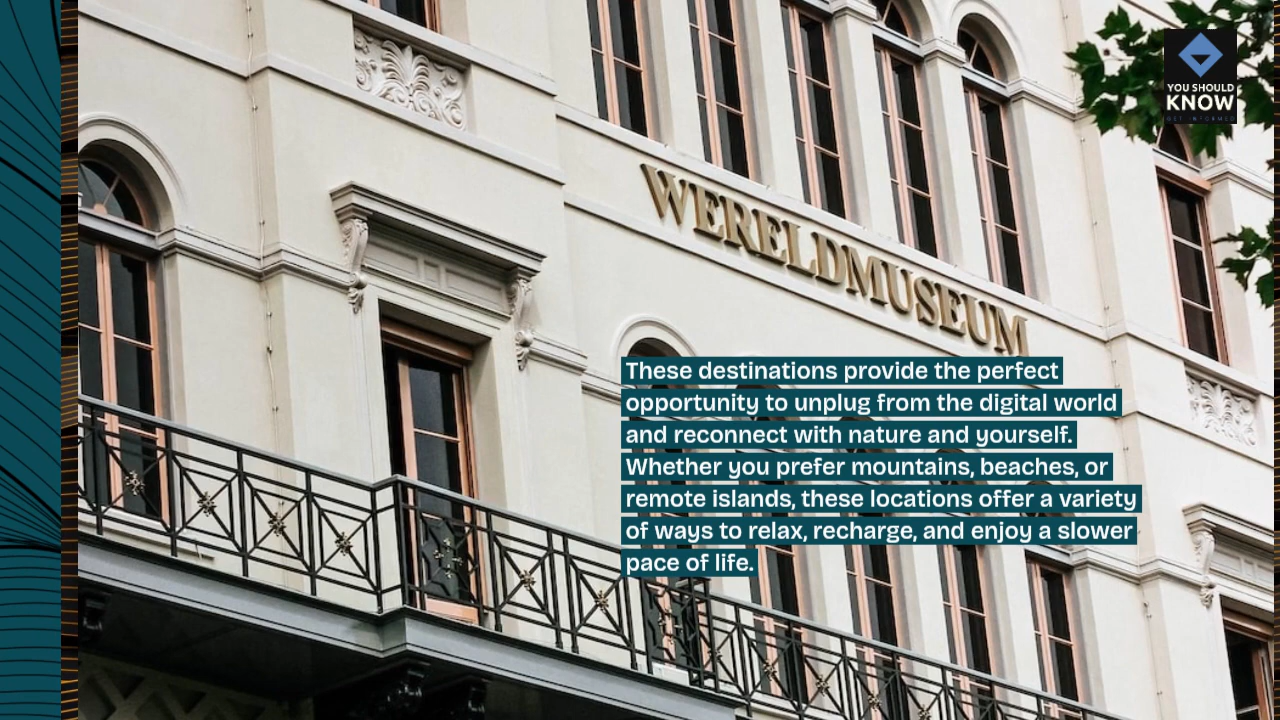 YOU SHOULD
KNOW
GET INFORMED
WERELDMUSEUM
These destinations provide the perfect
opportunity to unplug from the digital world
and reconnect with nature and yourself.
Whether you prefer mountains, beaches, or
remote islands, these locations offer a variety
of ways to relax, recharge, and enjoy a slower
pace of life.